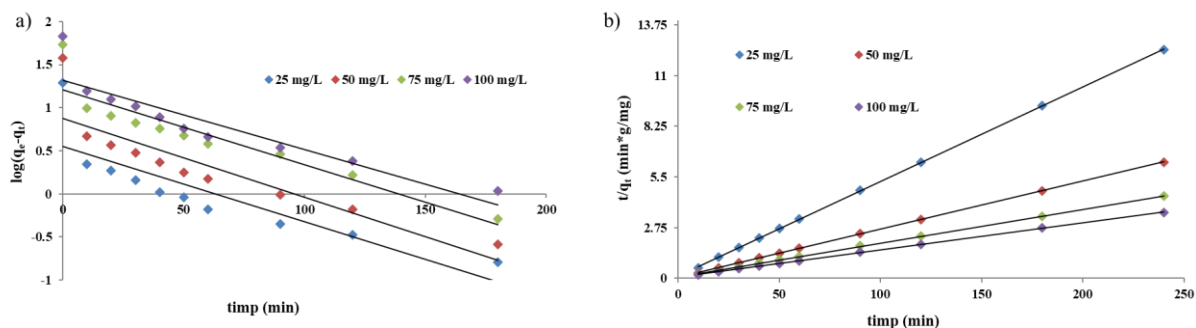 a)
2
1.5
1
0.5
0
-0.5
-1
0 50 100 150 200
25 mg/L 50 mg/L 75 mg/L 100 mg/L
log(qe-qt)
timp (min)
b)
13.75
11
8.25
5.5
2.75
0
0 50 100 150 200 250
25 mg/L 50 mg/L
75 mg/L 100 mg/L
t/qt (min*g/mg)
timp (min)